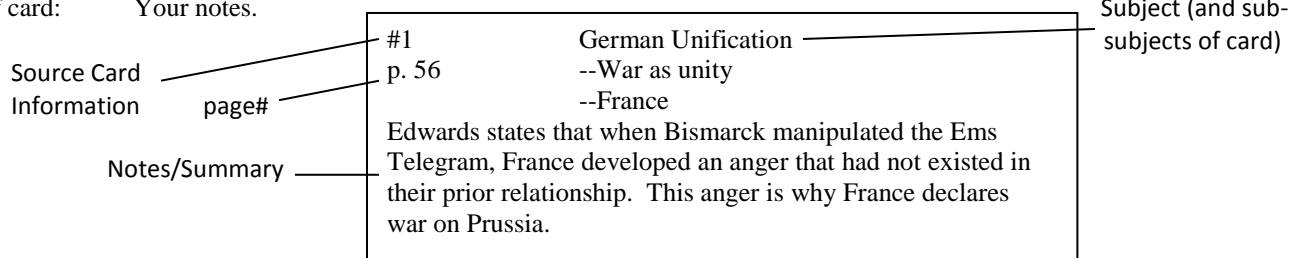 card: Your notes.
Subject (and sub-
subjects of card)
#1 German Unification
Source Card
Information
p. 56 --War as unity
page#
--France
Edwards states that when Bismarck manipulated the Ems
Notes/Summary
Telegram, France developed an anger that had not existed in
their prior relationship. This anger is why France declares
war on Prussia.